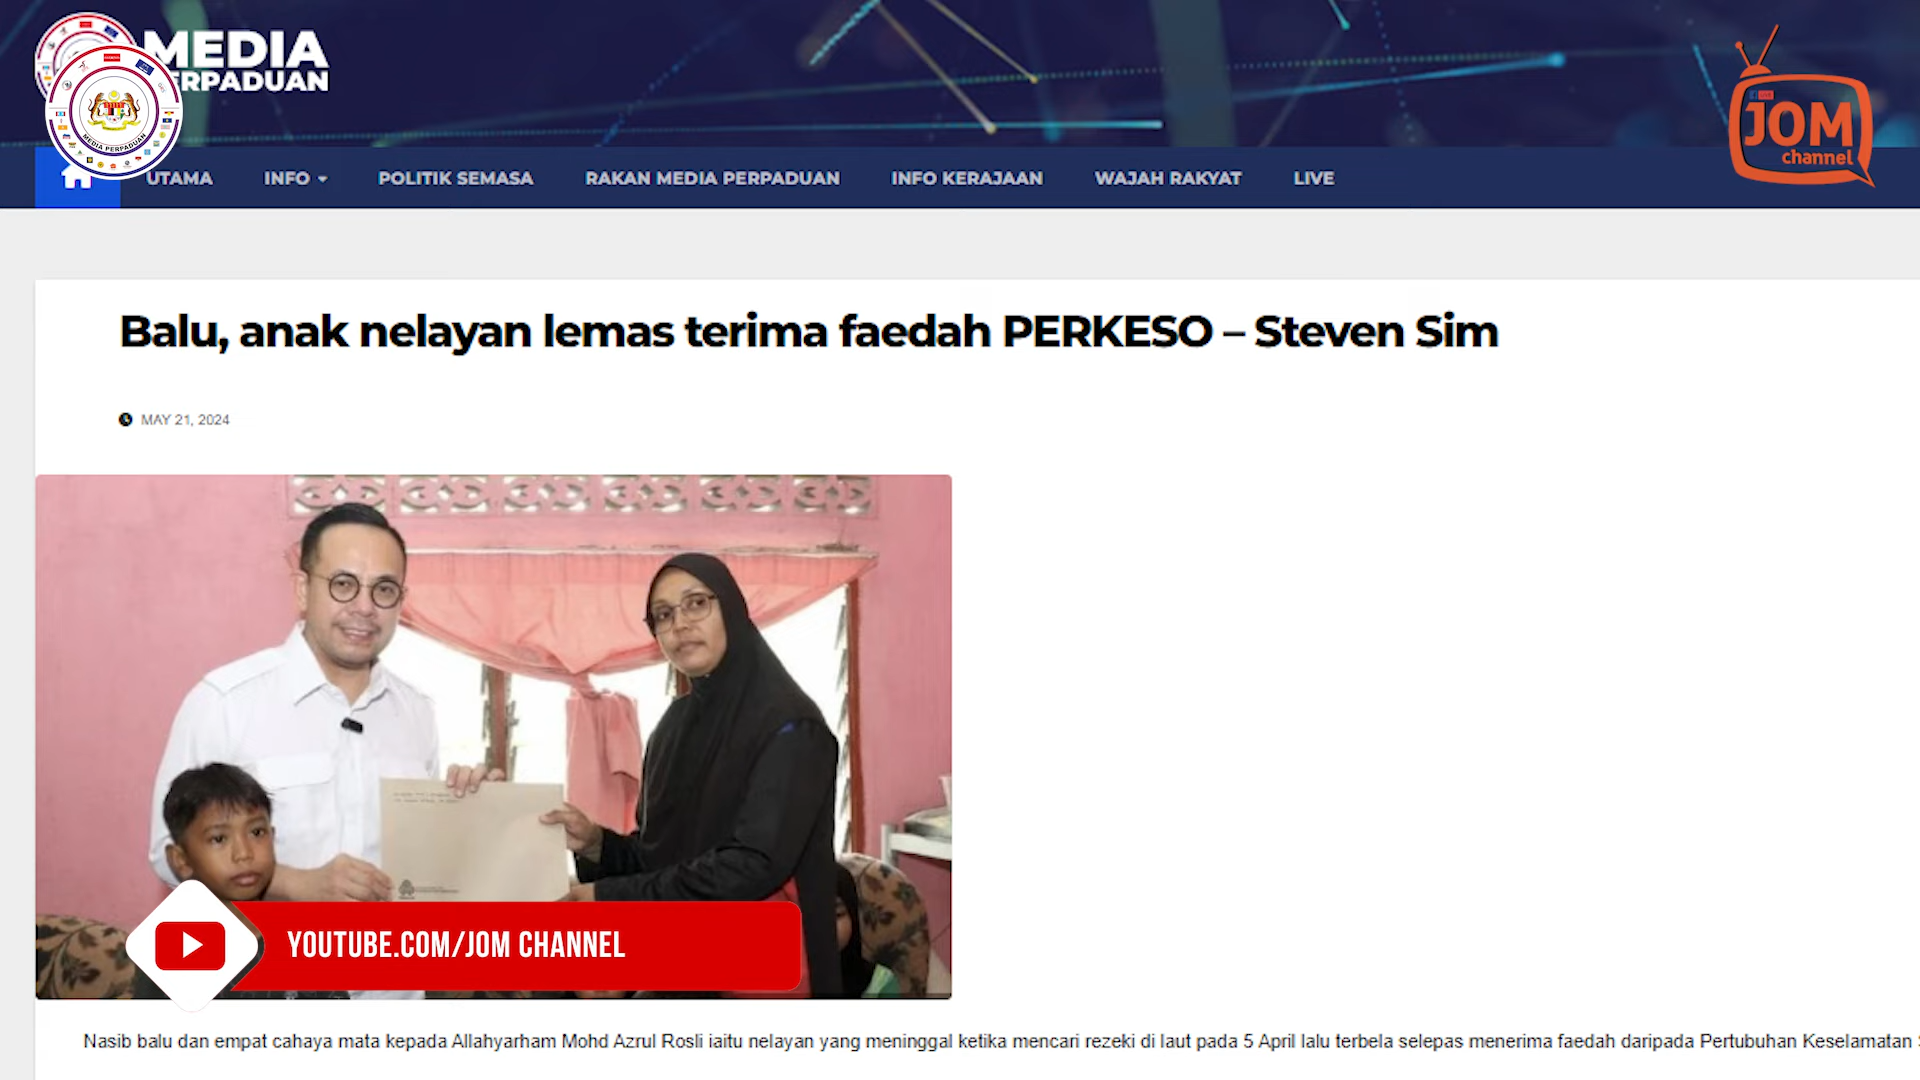 MEDIA
ERPADUAN
MEDIA PERPADUAN
JOM
channel
UTAMA INFO POLITIK SEMASA RAKAN MEDIA PERPADUAN INFO KERAJAAN WAJAH RAKYAT LIVE
Balu, anak nelayan lemas terima faedah PERKESO – Steven Sim
MAY 21, 2024
YOUTUBE.COM/JOM CHANNEL
Nasib balu dan empat cahaya mata kepada Allahyarham Mohd Azrul Rosli iaitu nelayan yang meninggal ketika mencari rezeki di laut pada 5 April lalu terbela selepas menerima faedah daripada Pertubuhan Keselamatan